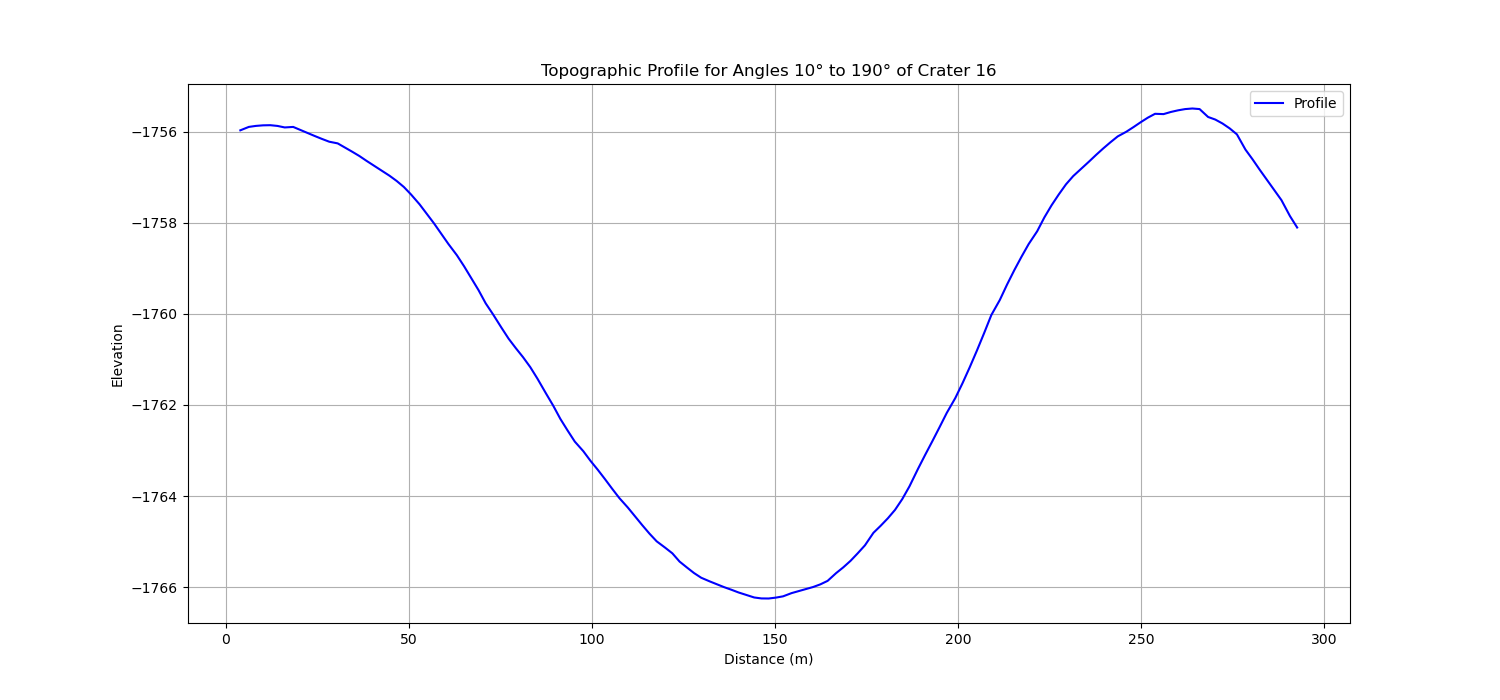 Topographic Profile for Angles 10° to 190° of Crater 16
Profile
−1756
−1758
−1760
−1762
−1764
−1766
Elevation
0 50 100 150 200 250 300
Distance (m)